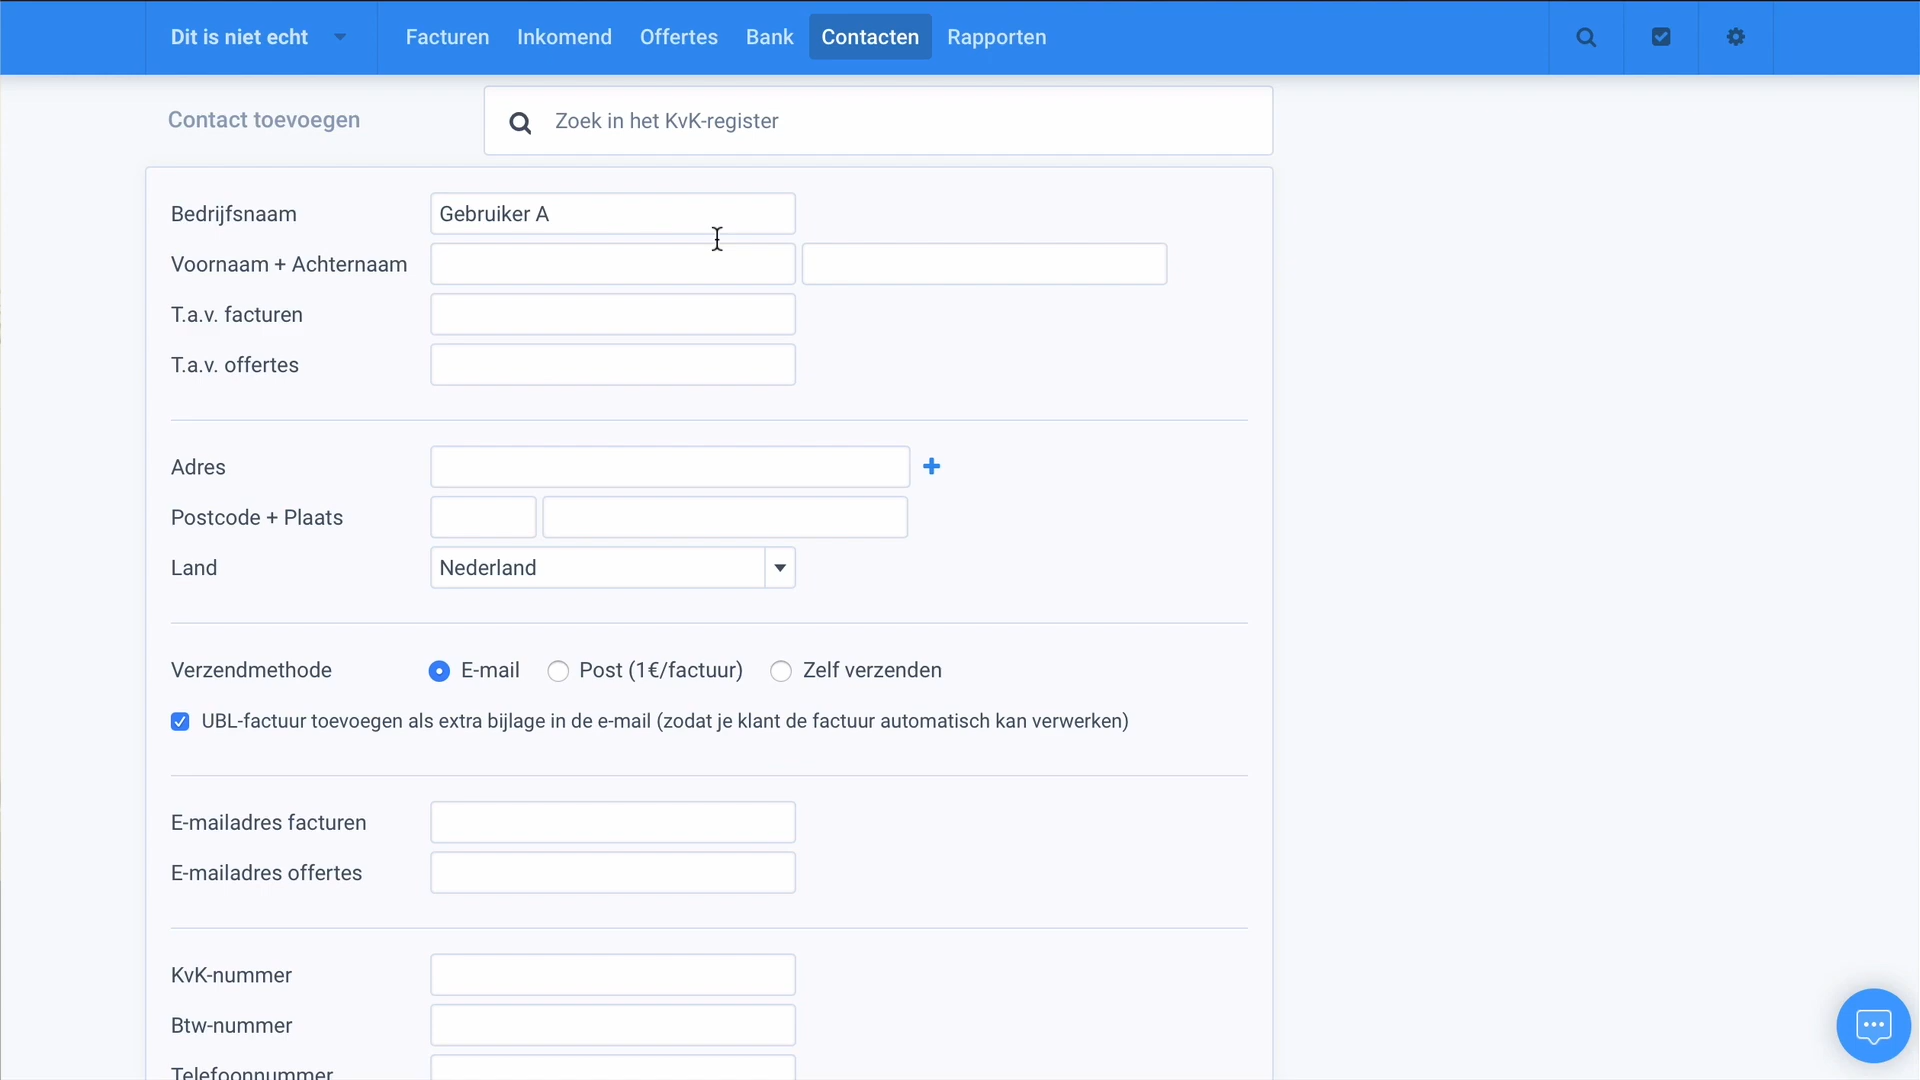 Dit is niet echt
Facturen Inkomend Offertes Bank Contacten Rapporten
Contact toevoegen
Zoek in het KvK-register
Bedrijfsnaam
Gebruiker A
Voornaam + Achternaam
T.a.v. facturen
T.a.v. offertes
Adres
Postcode + Plaats
Land
Nederland
Verzendmethode
E-mail Post (1€/factuur) Zelf verzenden
UBL-factuur toevoegen als extra bijlage in de e-mail (zodat je klant de factuur automatisch kan verwerken)
E-mailadres facturen
E-mailadres offertes
KvK-nummer
Btw-nummer
Telefoonnummer